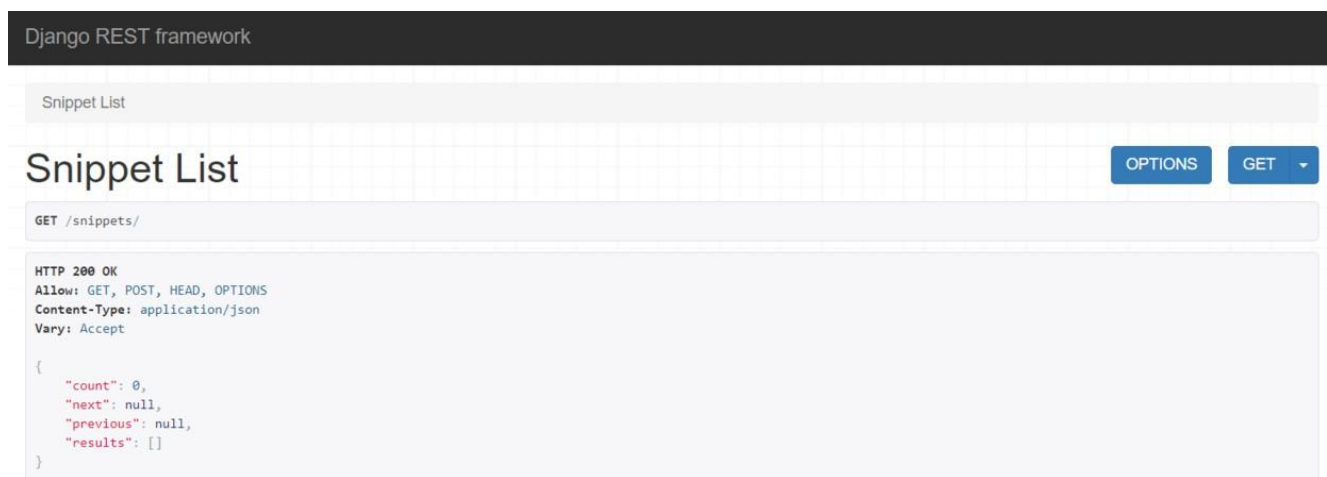 Django REST framework
Snippet List
Snippet List
OPTIONS GET
GET /snippets/
HTTP 200 OK
Allow: GET, POST, HEAD, OPTIONS
Content-Type: application/json
Vary: Accept
{
"count": 0,
"next": null,
"previous": null,
"results": []
}